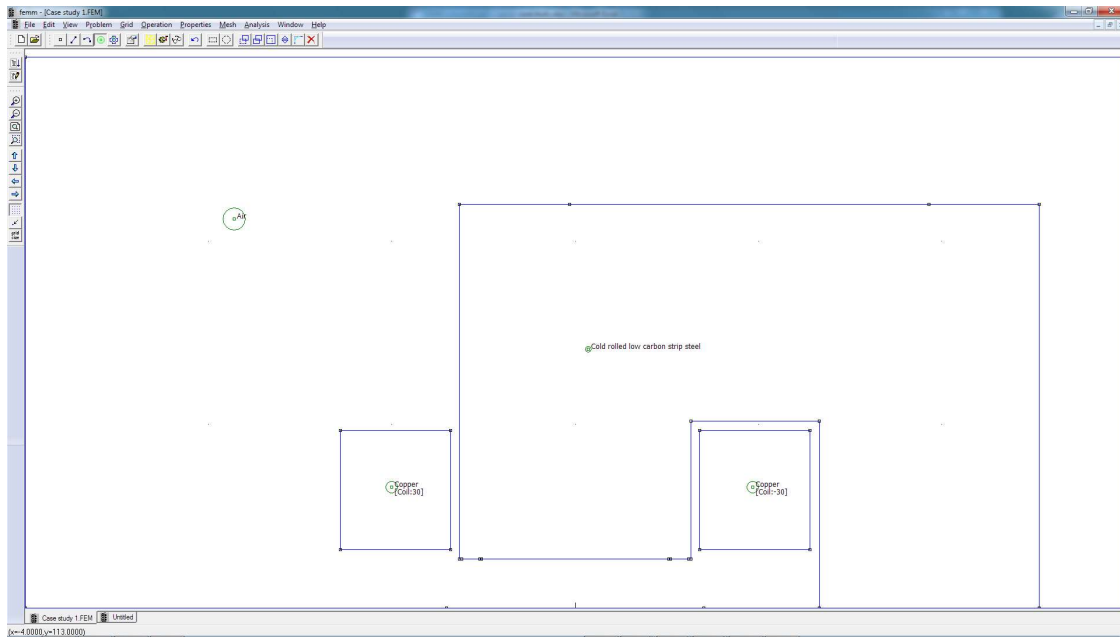 femm - [Case study 1.FEM]
File Edit View Problem Grid Operation Properties Mesh Analysis Window Help
Air
Cold rolled low carbon strip steel
Copper
[Coil:30]
Copper
[Coil:-30]
Case study 1.FEM Untitled
(x=-4.0000,y=113.0000)